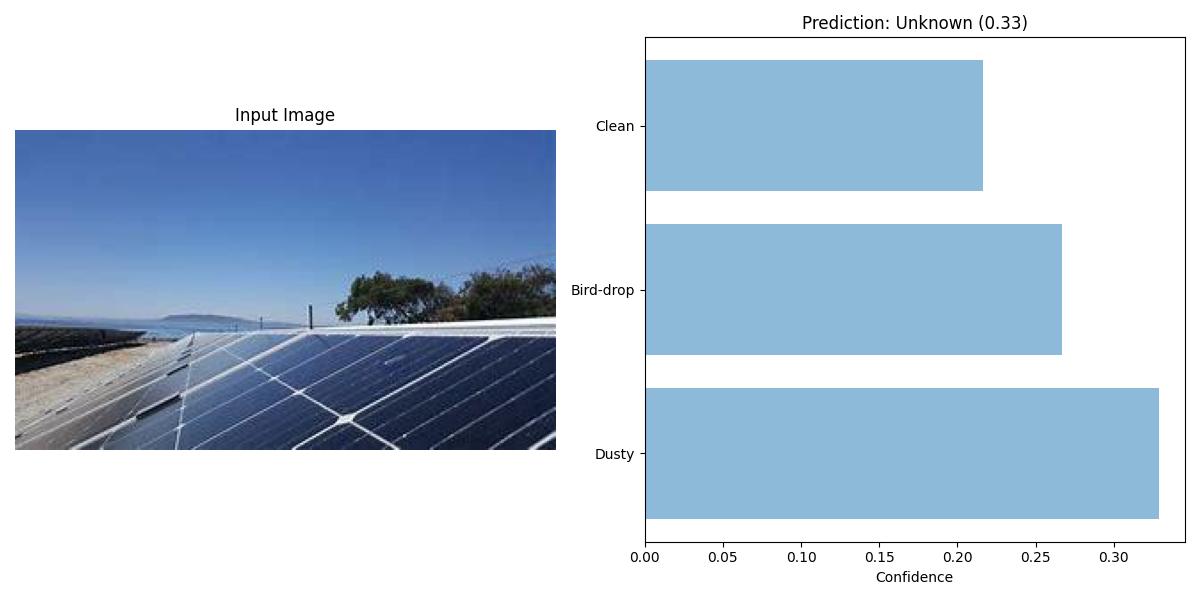 Input Image
Prediction: Unknown (0.33)
Clean
Bird-drop
Dusty
0.00 0.05 0.10 0.15 0.20 0.25 0.30
Confidence